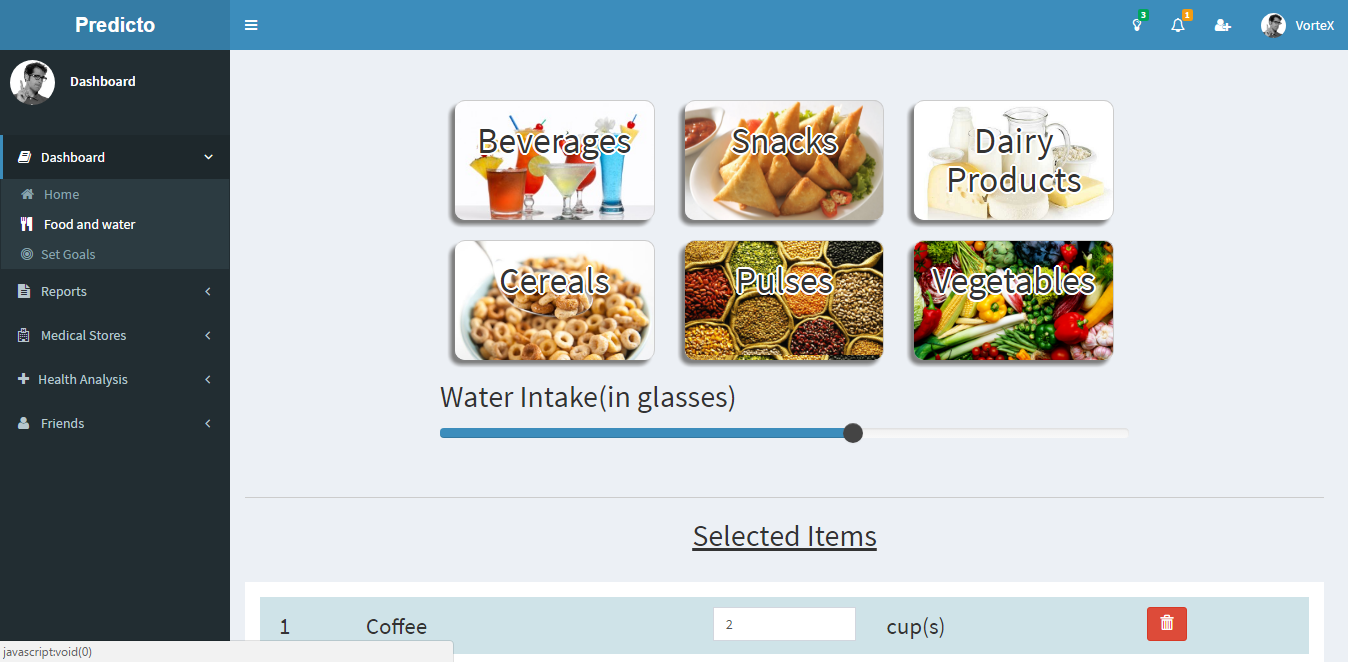 Predicto
3
1
VorteX
Dashboard
Dashboard
Home
Food and water
Set Goals
Reports
Medical Stores
Health Analysis
Friends
Beverages
Snacks
Dairy
Products
Cereals
Pulses
Vegetables
Water Intake(in glasses)
Selected Items
1 Coffee 2 cup(s)
javascript:void(0)